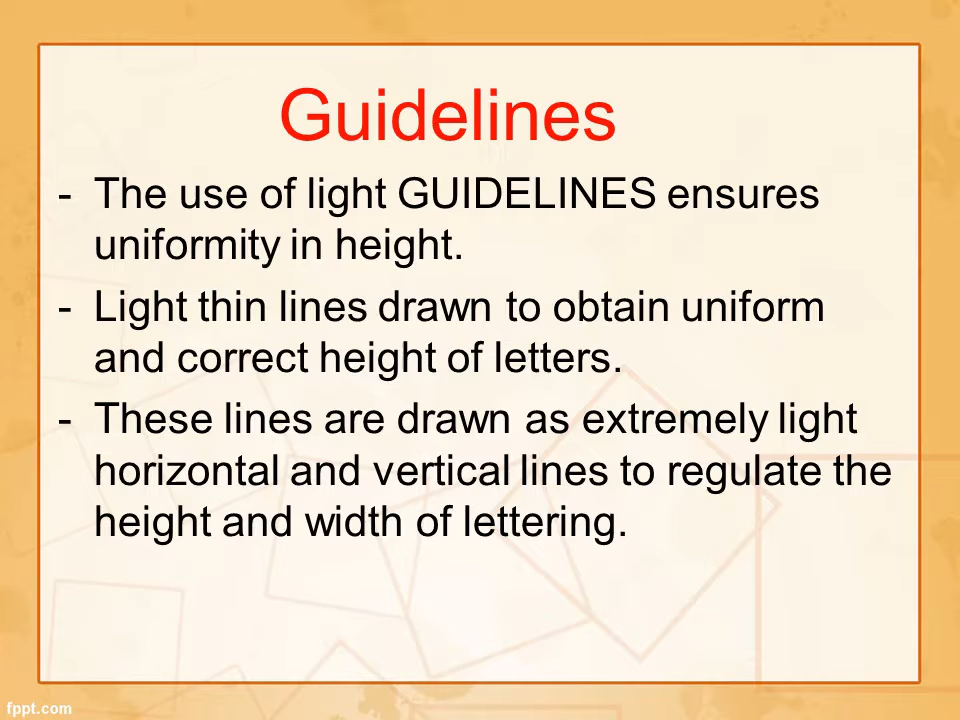 Guidelines
- The use of light GUIDELINES ensures
uniformity in height.
- Light thin lines drawn to obtain uniform
and correct height of letters.
- These lines are drawn as extremely light
horizontal and vertical lines to regulate the
height and width of lettering.
fppt.com